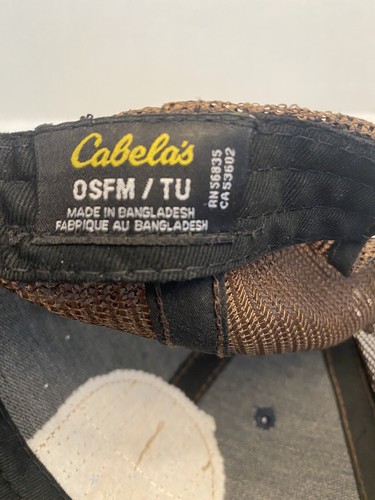 Cabela's
OSFM / TU
MADE IN BANGLADESH
FABRIQUE AU BANGLADESH
RN56835
CA53602